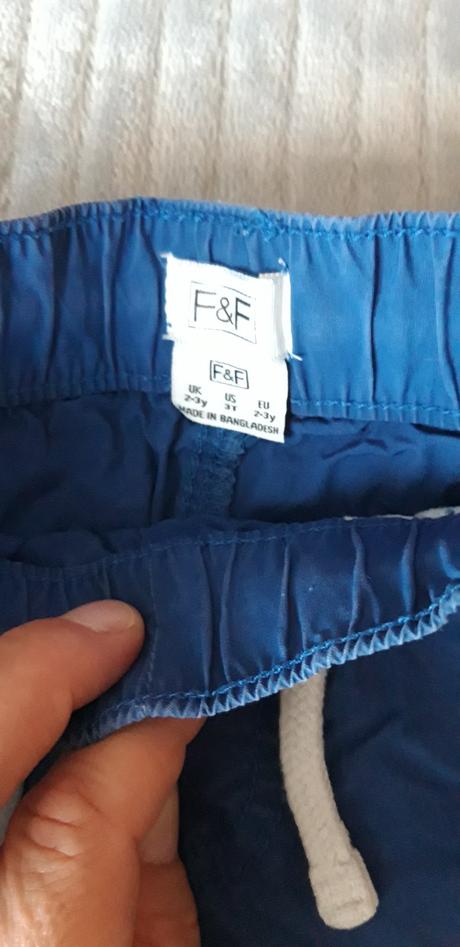 F&F
F&F
UK US EU
2-3y 3T 2-3y
MADE IN BANGLADESH